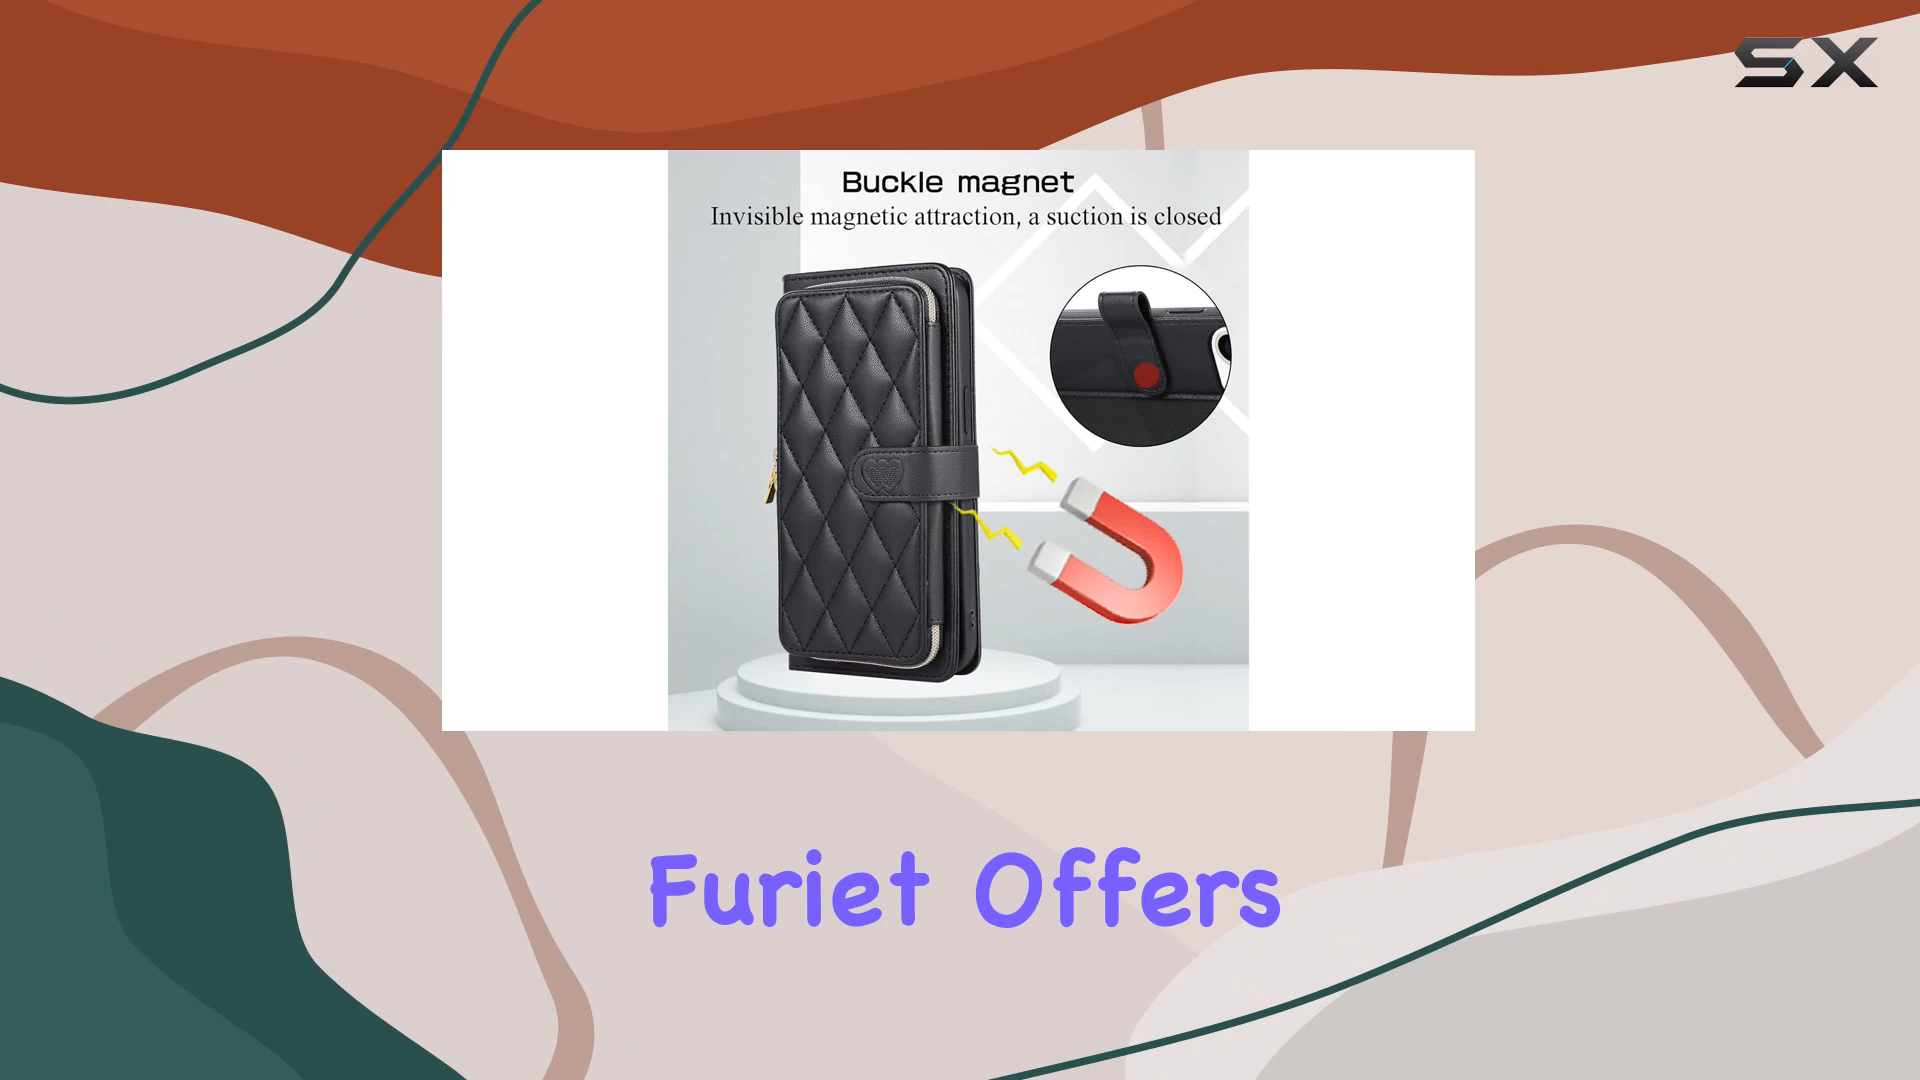 SX
Buckle magnet
Invisible magnetic attraction, a suction is closed
Furiet Offers